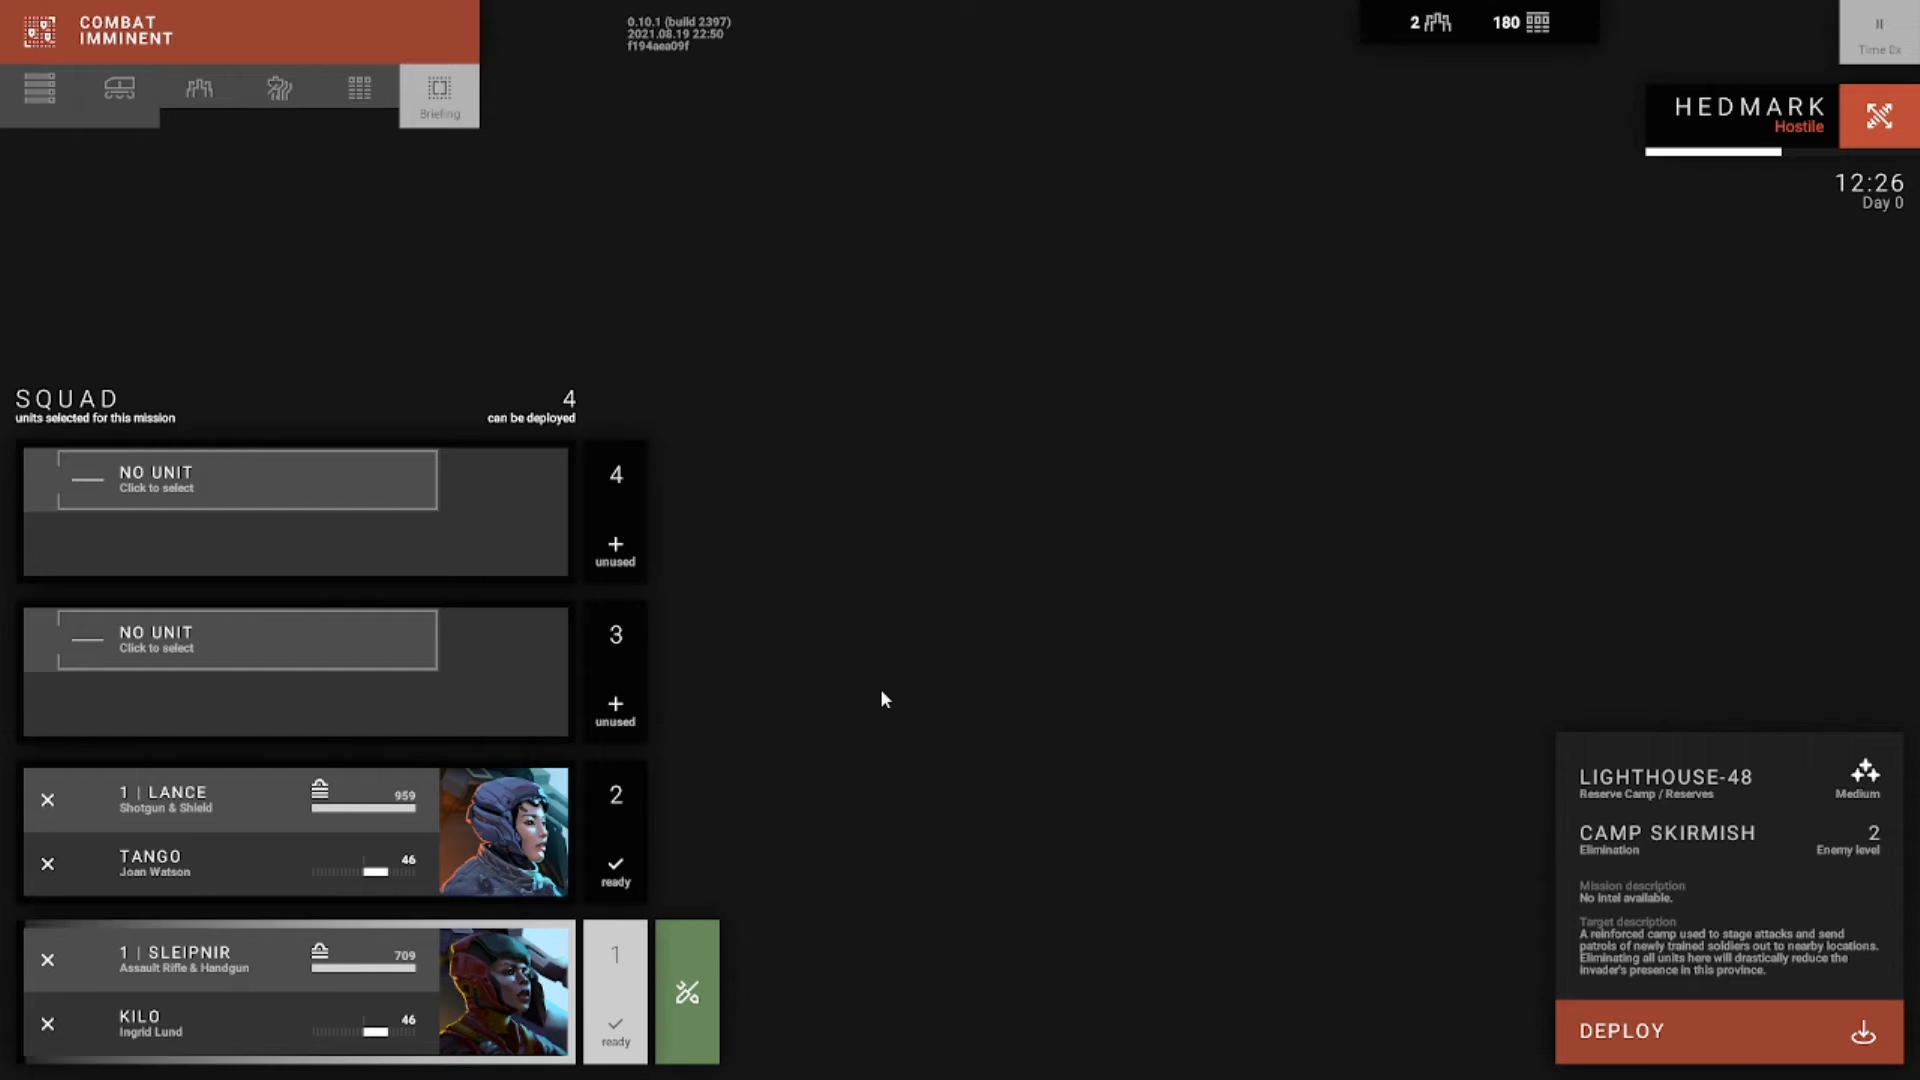 COMBAT
IMMINENT
Briefing
0.10.1 (build 2397)
2021.08.19 22:50
f194aea09f
2
180
Time 0x
HEDMARK
Hostile
12:26
Day 0
SQUAD
units selected for this mission
4
can be deployed
NO UNIT
Click to select
4
+
unused
NO UNIT
Click to select
3
+
unused
1 | LANCE
Shotgun & Shield
959
TANGO
Joan Watson
46
2
ready
1 | SLEIPNIR
Assault Rifle & Handgun
709
KILO
Ingrid Lund
46
1
ready
LIGHTHOUSE-48
Reserve Camp / Reserves
Medium
CAMP SKIRMISH
Elimination
2
Enemy level
Mission description
No intel available.
Target description
A reinforced camp used to stage attacks and send
patrols of newly trained soldiers out to nearby locations.
Eliminating all units here will drastically reduce the
invader's presence in this province.
DEPLOY